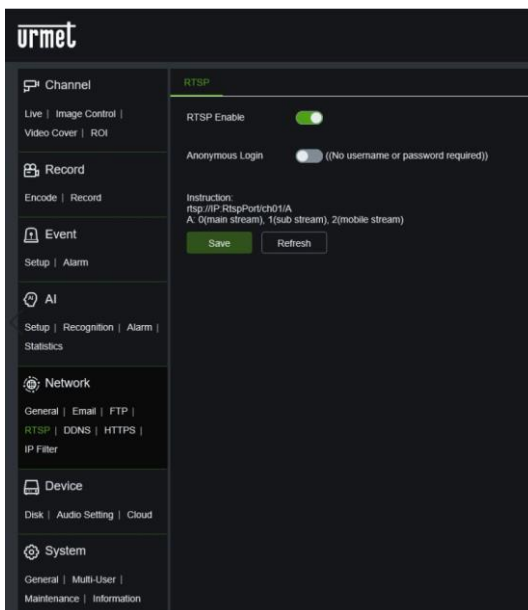 urmet
Channel
Live | Image Control |
Video Cover | ROI
Record
Encode | Record
Event
Setup | Alarm
AI
Setup | Recognition | Alarm |
Statistics
Network
General | Email | FTP |
RTSP | DDNS | HTTPS |
IP Filter
Device
Disk | Audio Setting | Cloud
System
General | Multi-User |
Maintenance | Information
RTSP
RTSP Enable
Anonymous Login ((No username or password required))
Instruction:
rtsp://IP:RtspPort/ch01/A
A: 0(main stream), 1(sub stream), 2(mobile stream)
Save Refresh